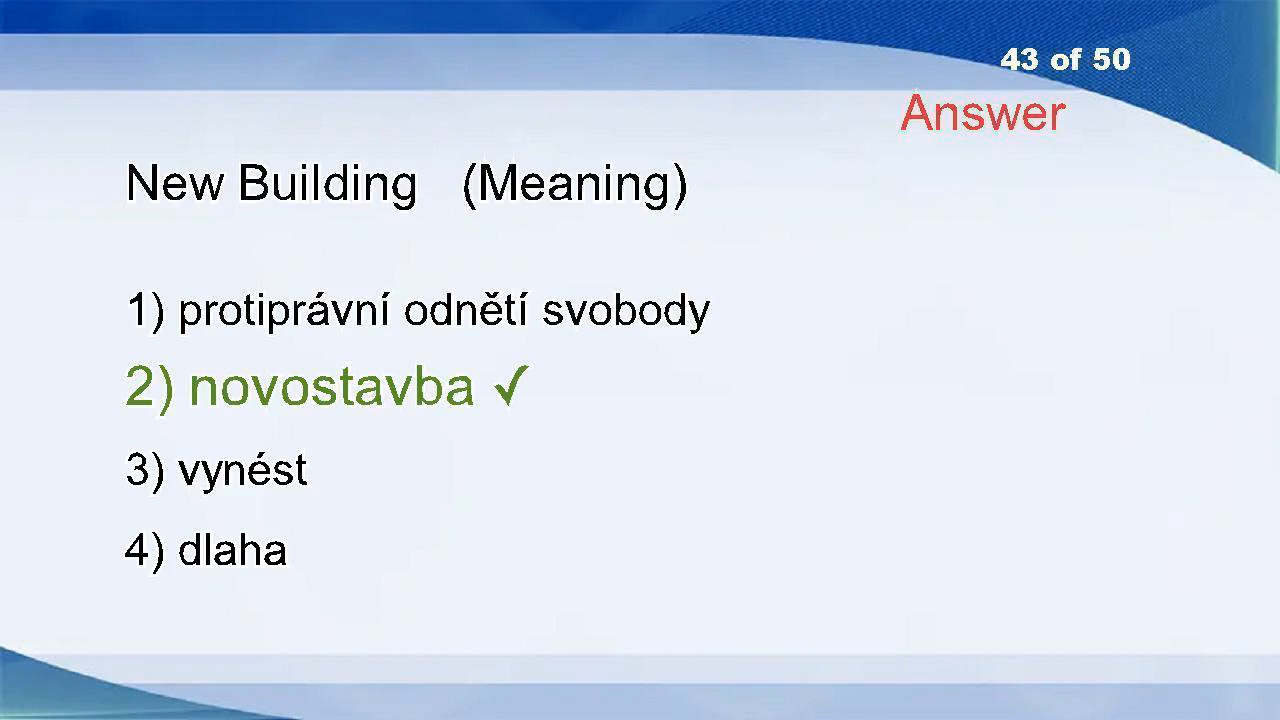 43 of 50
Answer
New Building (Meaning)
1) protiprávní odnětí svobody
2) novostavba ✓
3) vynést
4) dlaha